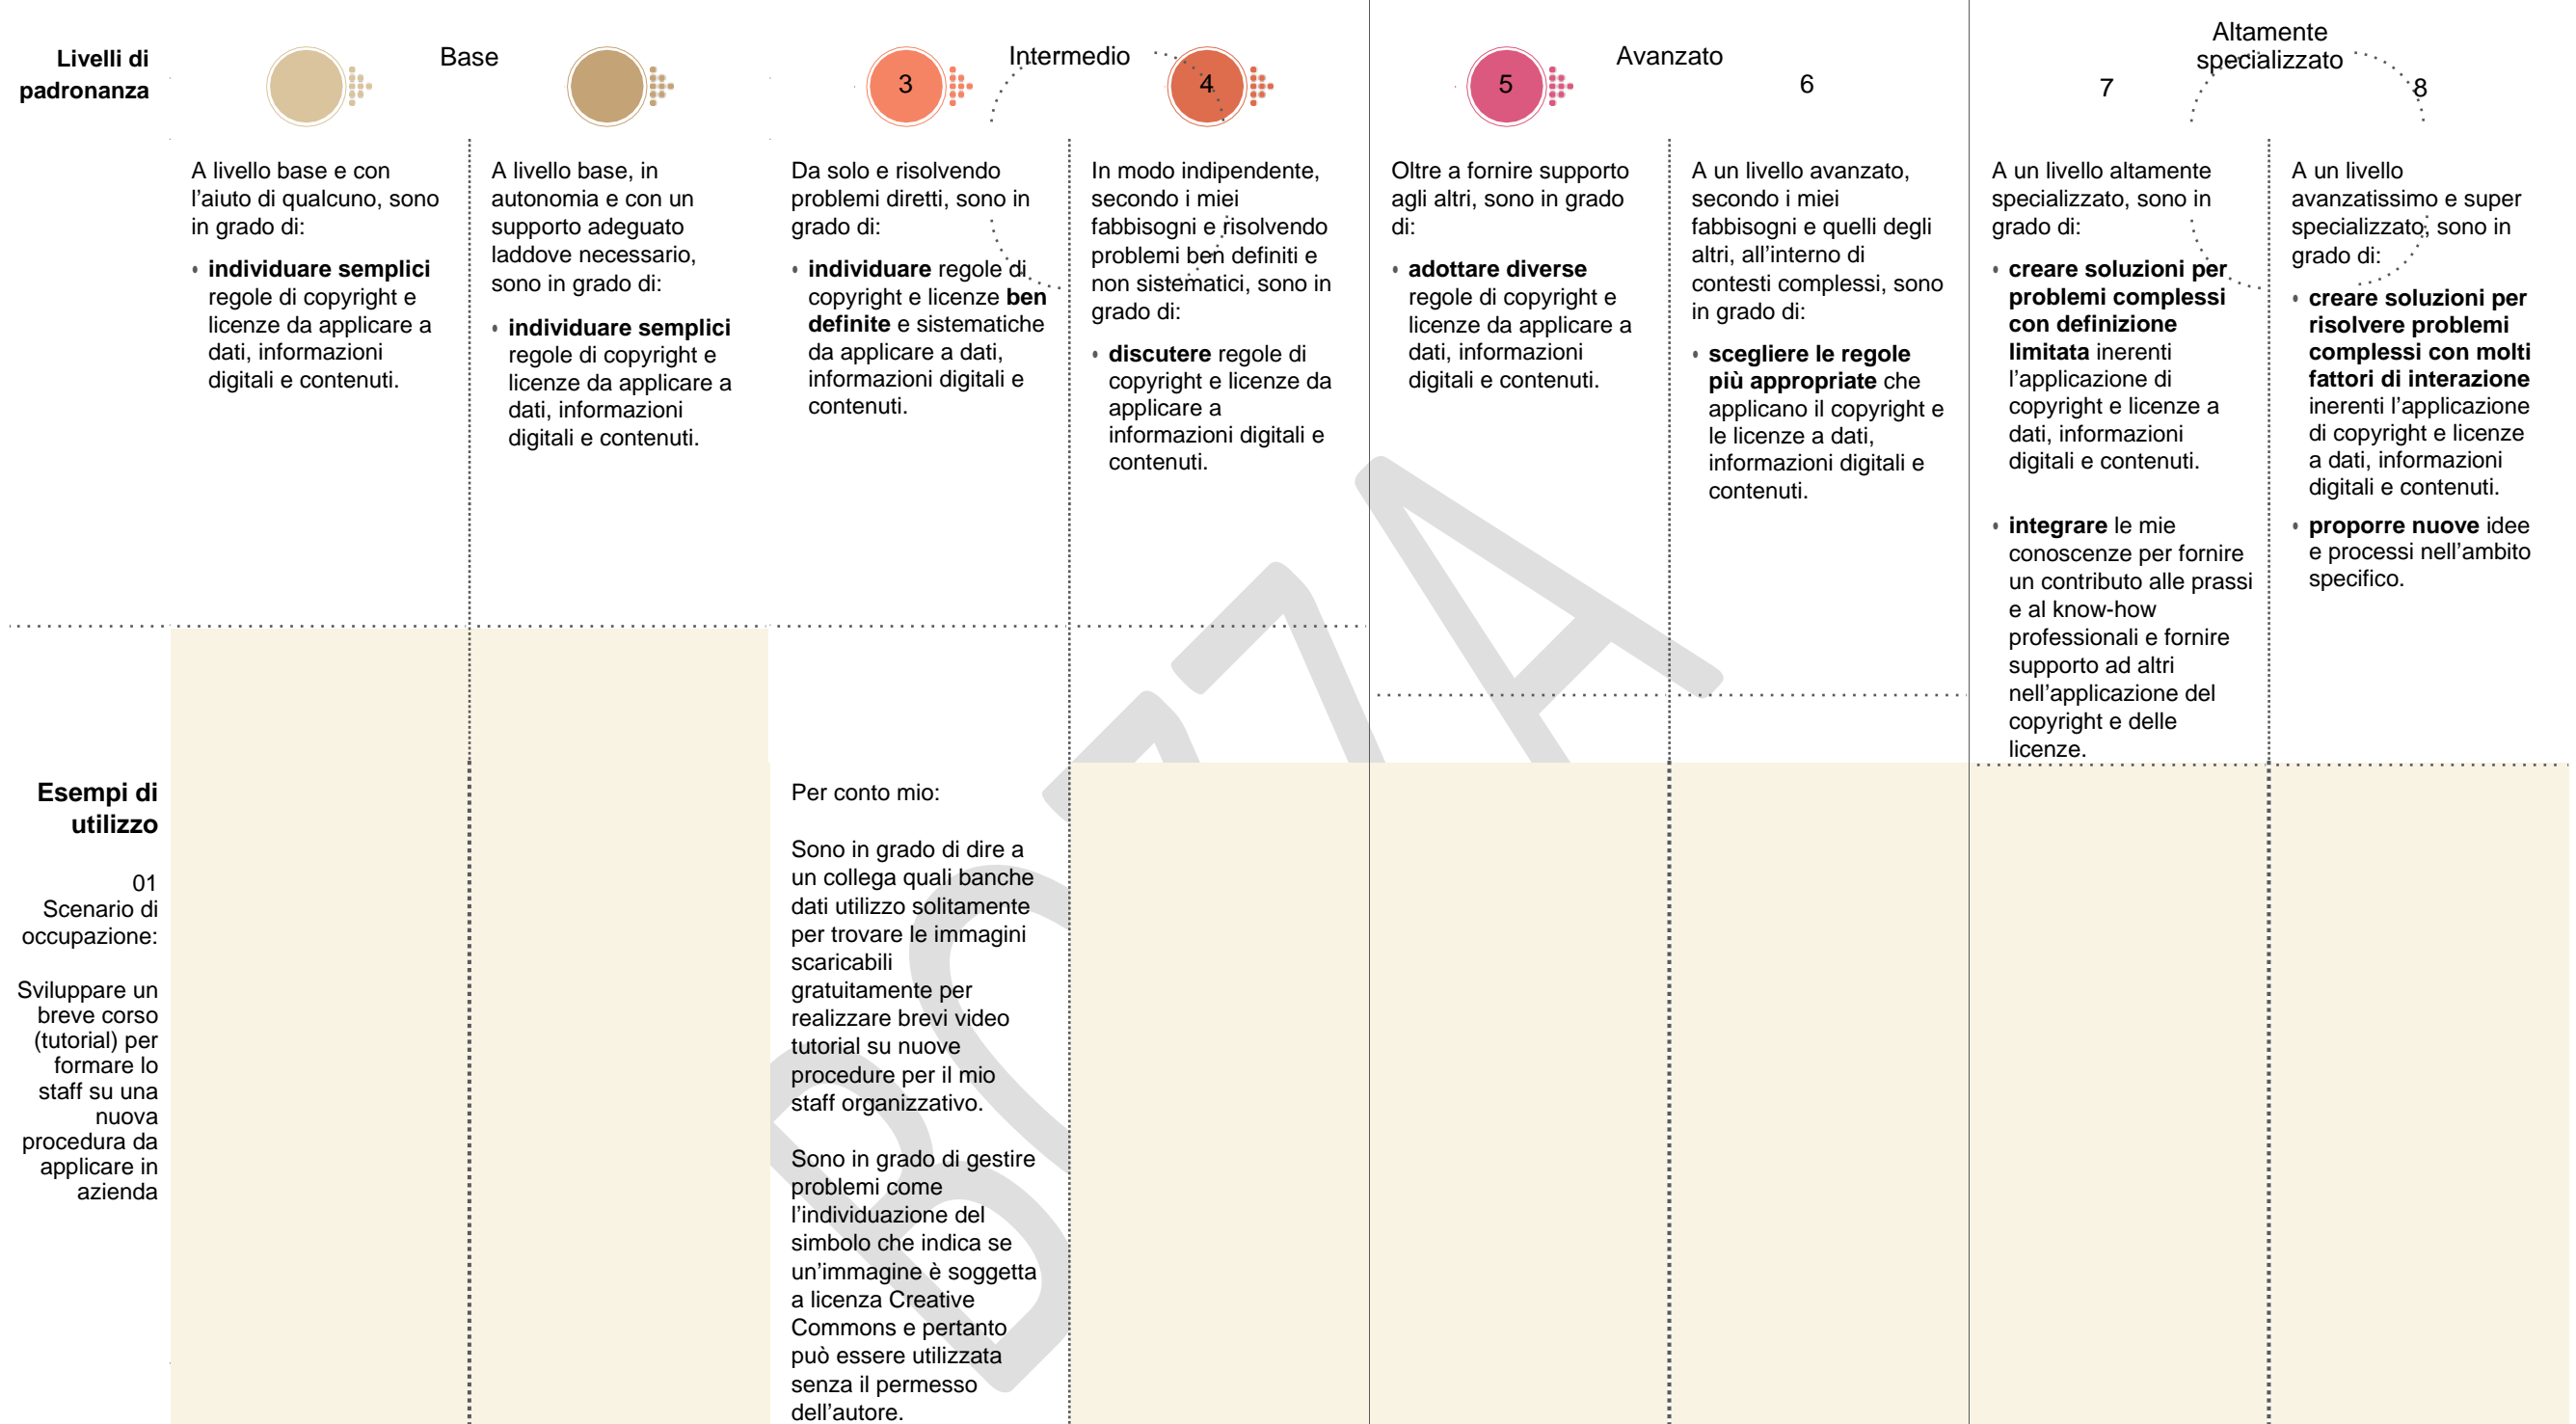 Livelli di
padronanza
Base
3
Intermedio
4
5
Avanzato
6
7
Altamente
specializzato
8
A livello base e con
l’aiuto di qualcuno, sono
in grado di:
• individuare semplici
regole di copyright e
licenze da applicare a
dati, informazioni
digitali e contenuti.
A livello base, in
autonomia e con un
supporto adeguato
laddove necessario,
sono in grado di:
• individuare semplici
regole di copyright e
licenze da applicare a
dati, informazioni
digitali e contenuti.
Da solo e risolvendo
problemi diretti, sono in
grado di:
• individuare regole di
copyright e licenze ben
definite e sistematiche
da applicare a dati,
informazioni digitali e
contenuti.
In modo indipendente,
secondo i miei
fabbisogni e risolvendo
problemi ben definiti e
non sistematici, sono in
grado di:
• discutere regole di
copyright e licenze da
applicare a
informazioni digitali e
contenuti.
Oltre a fornire supporto
agli altri, sono in grado
di:
• adottare diverse
regole di copyright e
licenze da applicare a
dati, informazioni
digitali e contenuti.
A un livello avanzato,
secondo i miei
fabbisogni e quelli degli
altri, all’interno di
contesti complessi, sono
in grado di:
• scegliere le regole
più appropriate che
applicano il copyright e
le licenze a dati,
informazioni digitali e
contenuti.
A un livello altamente
specializzato, sono in
grado di:
• creare soluzioni per
problemi complessi
con definizione
limitata inerenti
l’applicazione di
copyright e licenze a
dati, informazioni
digitali e contenuti.
• integrare le mie
conoscenze per fornire
un contributo alle prassi
e al know-how
professionali e fornire
supporto ad altri
nell’applicazione del
copyright e delle
licenze.
A un livello
avanzatissimo e super
specializzato, sono in
grado di:
• creare soluzioni per
risolvere problemi
complessi con molti
fattori di interazione
inerenti l’applicazione
di copyright e licenze
a dati, informazioni
digitali e contenuti.
• proporre nuove idee
e processi nell’ambito
specifico.
Esempi di
utilizzo
01
Scenario di
occupazione:
Sviluppare un
breve corso
(tutorial) per
formare lo
staff su una
nuova
procedura da
applicare in
azienda
Per conto mio:
Sono in grado di dire a
un collega quali banche
dati utilizzo solitamente
per trovare le immagini
scaricabili
gratuitamente per
realizzare brevi video
tutorial su nuove
procedure per il mio
staff organizzativo.
Sono in grado di gestire
problemi come
l’individuazione del
simbolo che indica se
un’immagine è soggetta
a licenza Creative
Commons e pertanto
può essere utilizzata
senza il permesso
dell’autore.
BOZZA